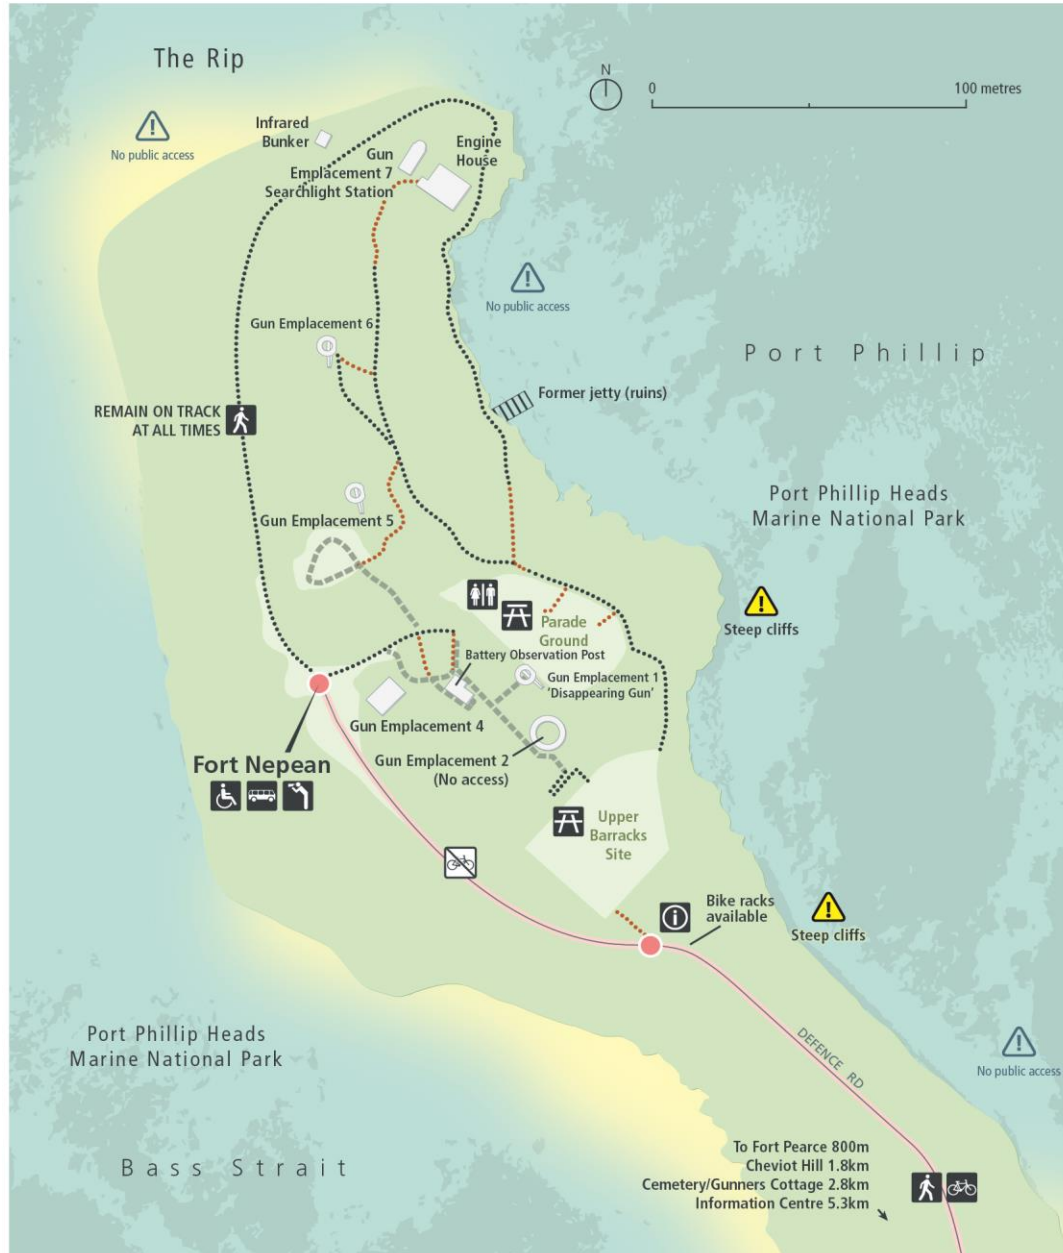 The Rip
N
0
100 metres
No public access
Infrared
Bunker
Gun
Emplacement 7
Searchlight Station
Engine
House
No public access
Gun Emplacement 6
Port Phillip
Former jetty (ruins)
REMAIN ON TRACK
AT ALL TIMES
Port Phillip Heads
Marine National Park
Gun Emplacement 5
Steep cliffs
Parade
Ground
Battery Observation Post
Gun Emplacement 1
'Disappearing Gun'
Gun Emplacement 4
Fort Nepean
Gun Emplacement 2
(No access)
Upper
Barracks
Site
Bike racks
available
Steep cliffs
Port Phillip Heads
Marine National Park
DEFENCE RD
No public access
Bass Strait
To Fort Pearce 800m
Cheviot Hill 1.8km
Cemetery/Gunners Cottage 2.8km
Information Centre 5.3km